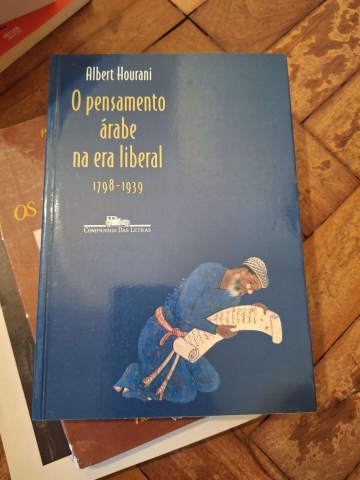 Albert Hourani
O pensamento
árabe
na era liberal
1798-1939
COMPANHIA DAS LETRAS
OS